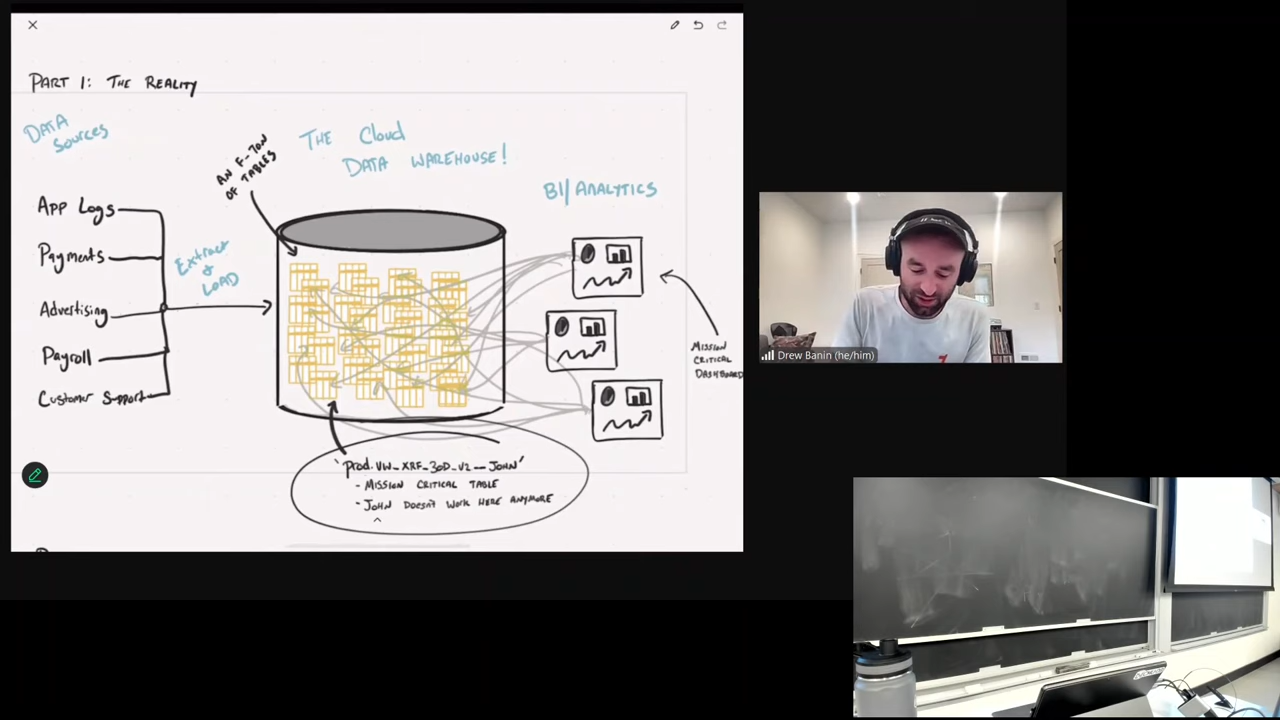 PART 1: THE REALITY
DATA
SOURCES
THE Cloud
DATA WAREHOUSE!
AN F-TON
OF TABLES
BI/ANALYTICS
App Logs
Payments
Advertising
Payroll
Customer Support
Extract
&
LOAD
MISSION
CRITICAL
DASHBOARD
'prod.VW_XRF_30D_V2__JOHN'
- MISSION CRITICAL TABLE
- JOHN DOESN'T WORK HERE ANYMORE
Drew Banin (he/him)